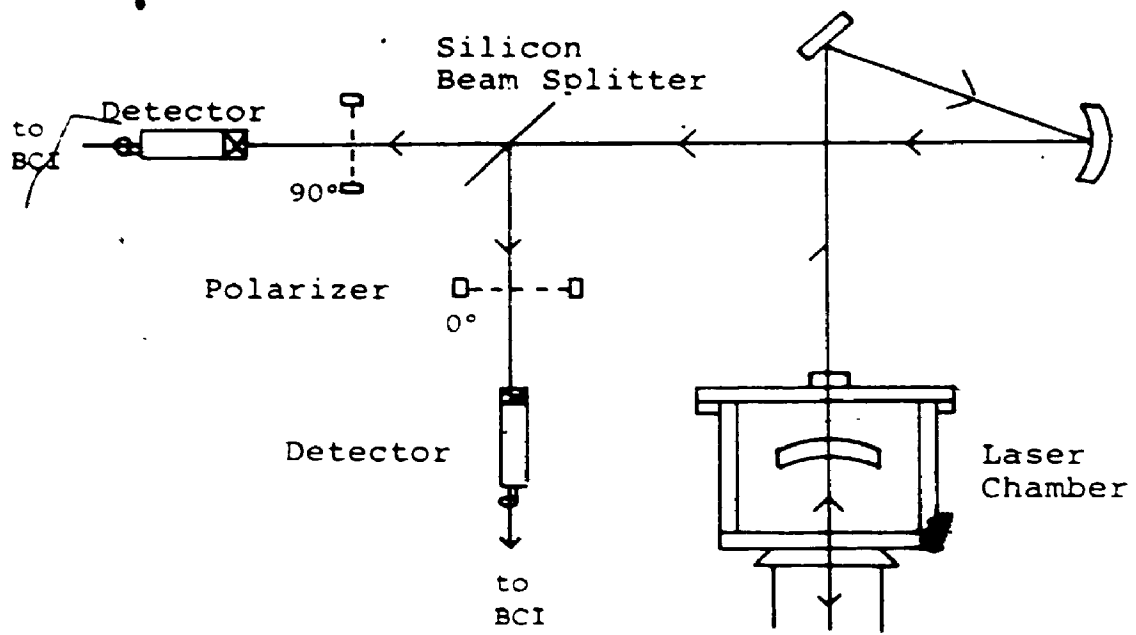 Silicon
Beam Splitter
Detector
to
BCI
90°
Polarizer
0°
Detector
Laser
Chamber
to
BCI